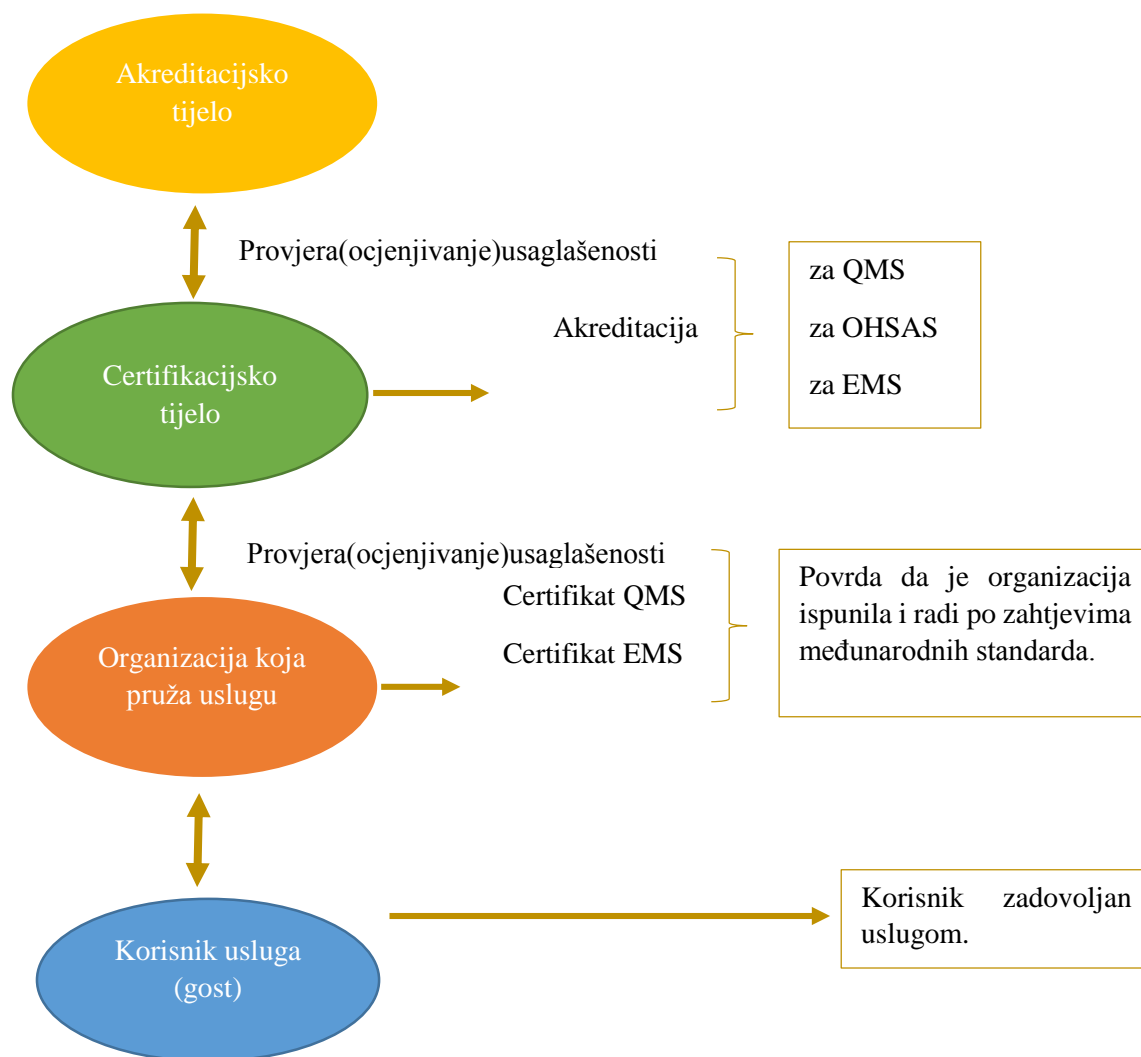 Akreditacijsko
tijelo
Provjera(ocjenjivanje)usaglašenosti
za QMS
Akreditacija
za OHSAS
za EMS
Certifikacijsko
tijelo
Provjera(ocjenjivanje)usaglašenosti
Certifikat QMS
Certifikat EMS
Povrda da je organizacija
ispunila i radi po zahtjevima
međunarodnih standarda.
Organizacija koja
pruža uslugu
Korisnik zadovoljan
uslugom.
Korisnik usluga
(gost)